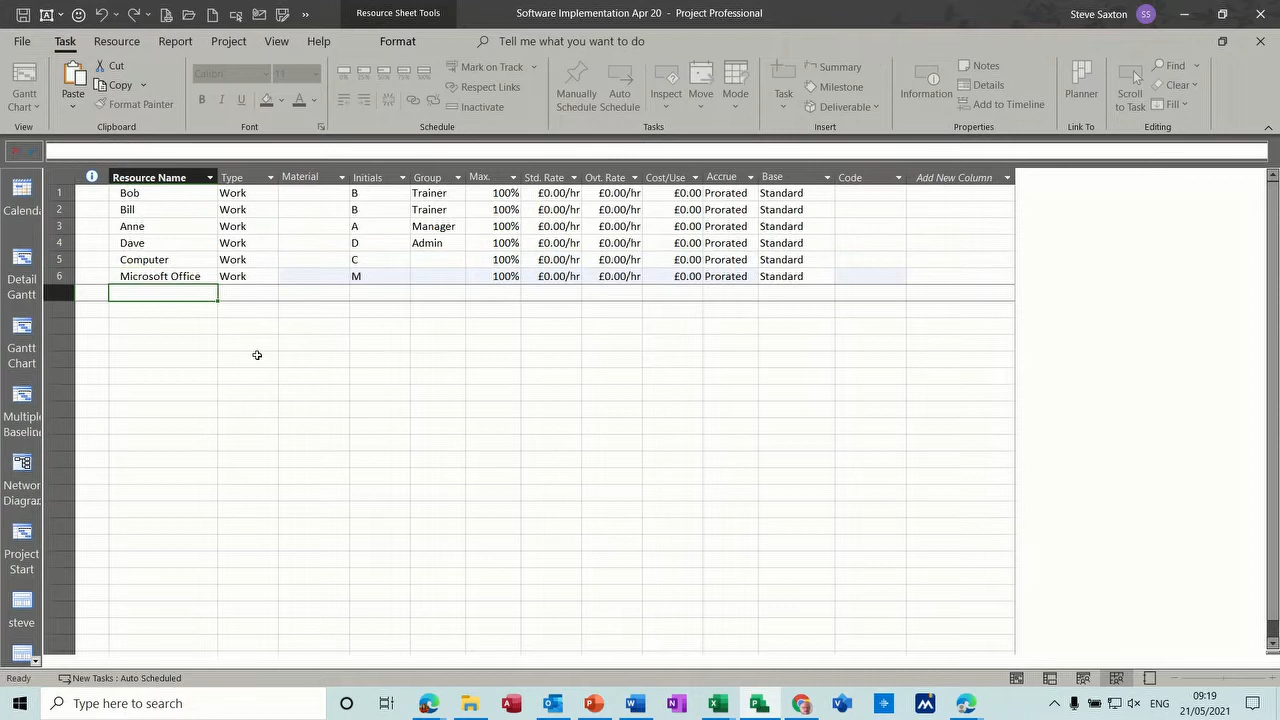 Resource Sheet Tools
Software Implementation Apr 20 - Project Professional
Steve Saxton
SS
File
Task
Resource
Report
Project
View
Help
Format
Tell me what you want to do
Gantt
Chart
View
Paste
Cut
Copy
Format Painter
Clipboard
Calibri
11
B
I
U
A
Font
Mark on Track
Respect Links
Inactivate
Schedule
Manually
Schedule
Auto
Schedule
Inspect
Move
Mode
Tasks
Task
Summary
Milestone
Deliverable
Insert
Information
Notes
Details
Add to Timeline
Properties
Planner
Link To
Scroll
to Task
Find
Clear
Fill
Editing
Resource Name Type Material Initials Group Max. Std. Rate Ovt. Rate Cost/Use Accrue Base Code Add New Column
1 Bob Work B Trainer 100% £0.00/hr £0.00/hr £0.00 Prorated Standard
2 Bill Work B Trainer 100% £0.00/hr £0.00/hr £0.00 Prorated Standard
3 Anne Work A Manager 100% £0.00/hr £0.00/hr £0.00 Prorated Standard
4 Dave Work D Admin 100% £0.00/hr £0.00/hr £0.00 Prorated Standard
5 Computer Work C 100% £0.00/hr £0.00/hr £0.00 Prorated Standard
6 Microsoft Office Work M 100% £0.00/hr £0.00/hr £0.00 Prorated Standard
Calenda
Detail
Gantt
Gantt
Chart
Multiple
Baseline
Networ
Diagra
Project
Start
steve
Ready
New Tasks : Auto Scheduled
Type here to search
ENG
09:19
21/05/2021